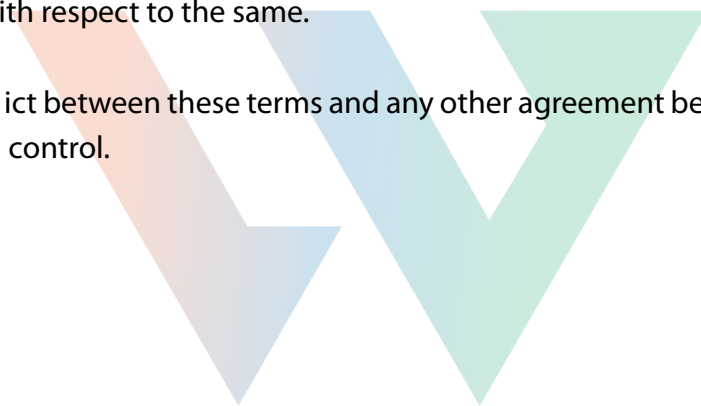 ith respect to the same.
ict between these terms and any other agreement be
control.